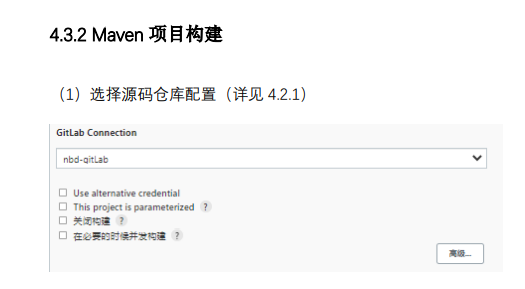 4.3.2 Maven 项目构建
（1）选择源码仓库配置（详见 4.2.1）
GitLab Connection
nbd-gitLab
Use alternative credential
This project is parameterized ?
关闭构建 ?
在必要的时候并发构建 ?
高级...